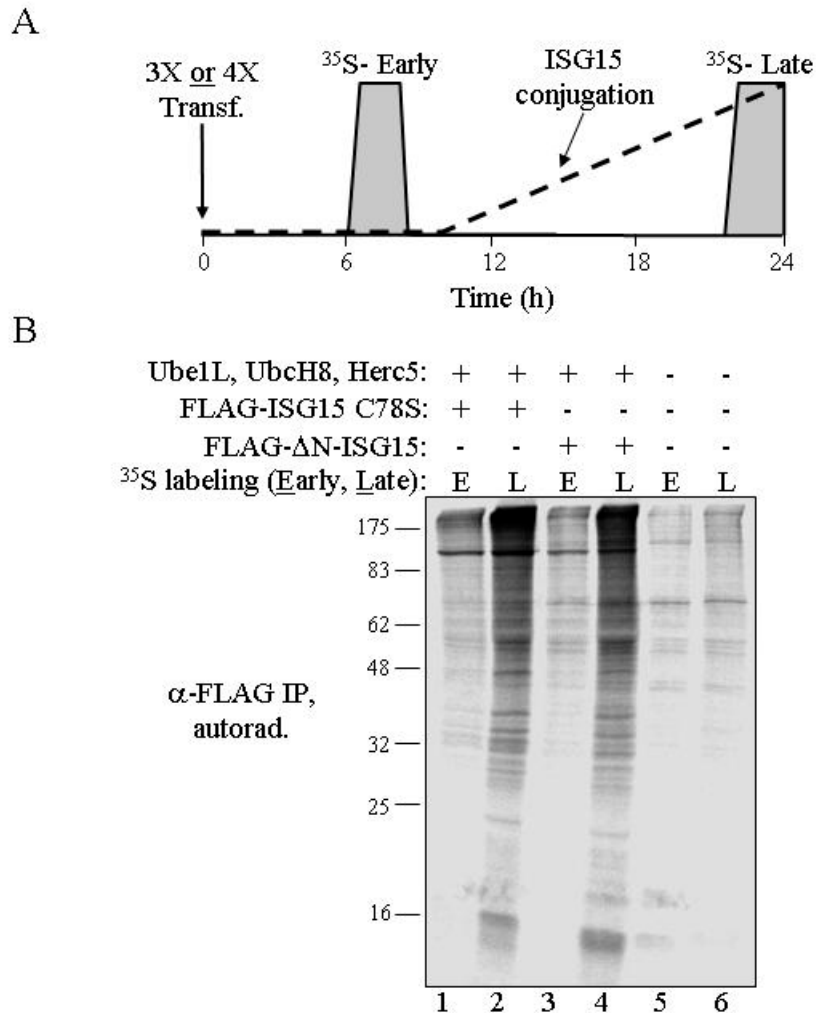 A
3X or 4X
Transf.
³⁵S- Early
ISG15
conjugation
³⁵S- Late
0 6 12 18 24
Time (h)
B
Ube1L, UbcH8, Herc5: + + + + - -
FLAG-ISG15 C78S: + + - - - -
FLAG-ΔN-ISG15: - - + + - -
³⁵S labeling (Early, Late): E L E L E L
175
83
62
48
α-FLAG IP,
autorad.
32
25
16
1 2 3 4 5 6